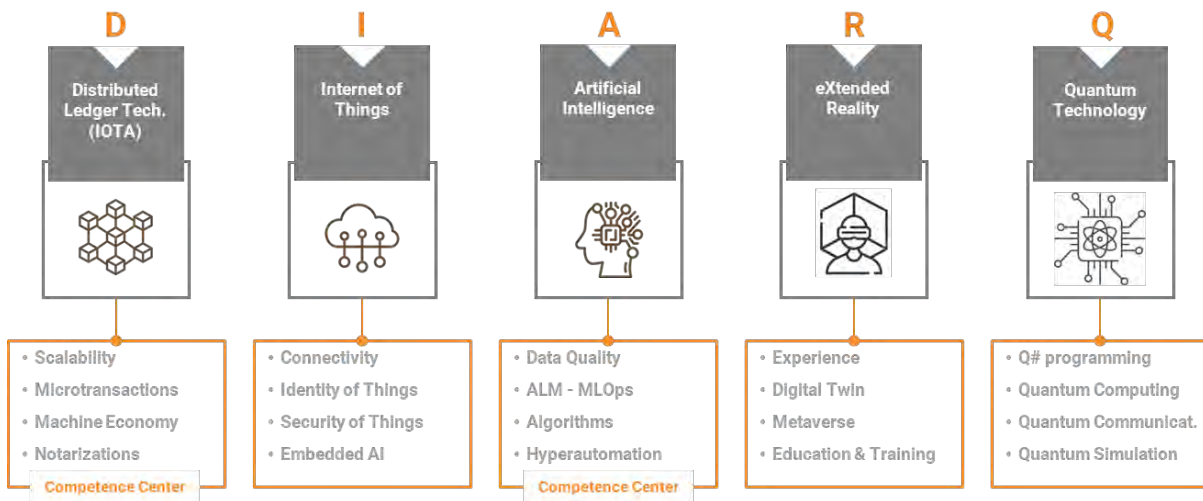 D
Distributed
Ledger Tech.
(IOTA)
• Scalability
• Microtransactions
• Machine Economy
• Notarizations
Competence Center
I
Internet of
Things
• Connectivity
• Identity of Things
• Security of Things
• Embedded AI
A
Artificial
Intelligence
• Data Quality
• ALM - MLOps
• Algorithms
• Hyperautomation
Competence Center
R
eXtended
Reality
• Experience
• Digital Twin
• Metaverse
• Education & Training
Q
Quantum
Technology
• Q# programming
• Quantum Computing
• Quantum Communicat.
• Quantum Simulation